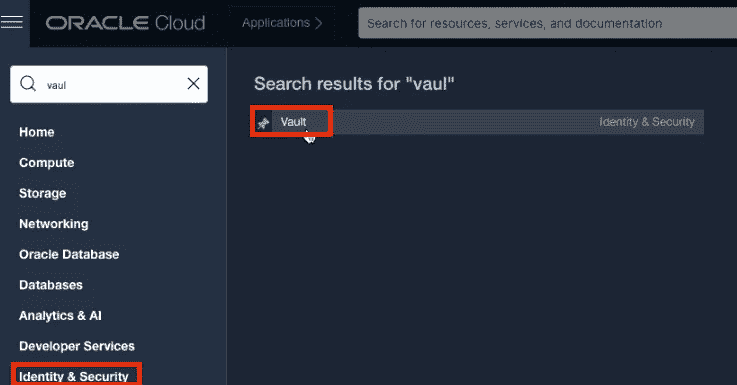 ORACLE Cloud
Applications >
Search for resources, services, and documentation
vaul
Home
Compute
Storage
Networking
Oracle Database
Databases
Analytics & AI
Developer Services
Identity & Security
Search results for "vaul"
Vault
Identity & Security